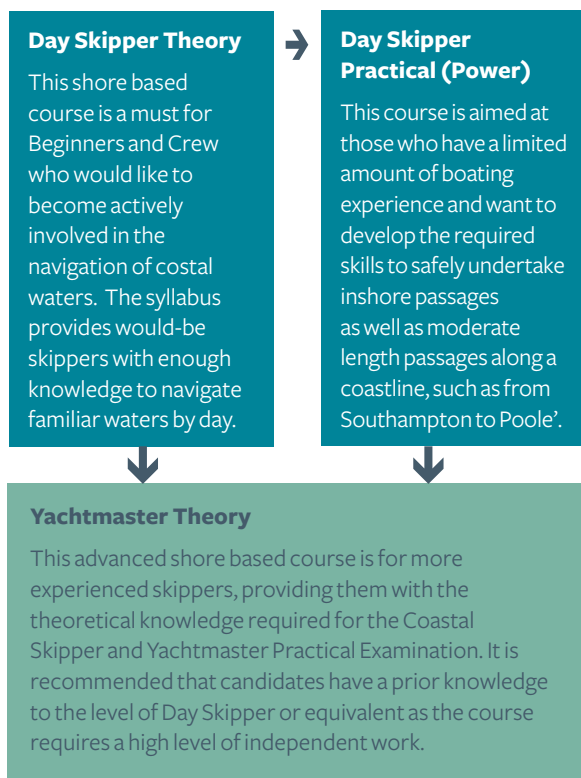 Day Skipper Theory
This shore based
course is a must for
Beginners and Crew
who would like to
become actively
involved in the
navigation of costal
waters. The syllabus
provides would-be
skippers with enough
knowledge to navigate
familiar waters by day.
Day Skipper
Practical (Power)
This course is aimed at
those who have a limited
amount of boating
experience and want to
develop the required
skills to safely undertake
inshore passages
as well as moderate
length passages along a
coastline, such as from
Southampton to Poole’.
Yachtmaster Theory
This advanced shore based course is for more
experienced skippers, providing them with the
theoretical knowledge required for the Coastal
Skipper and Yachtmaster Practical Examination. It is
recommended that candidates have a prior knowledge
to the level of Day Skipper or equivalent as the course
requires a high level of independent work.